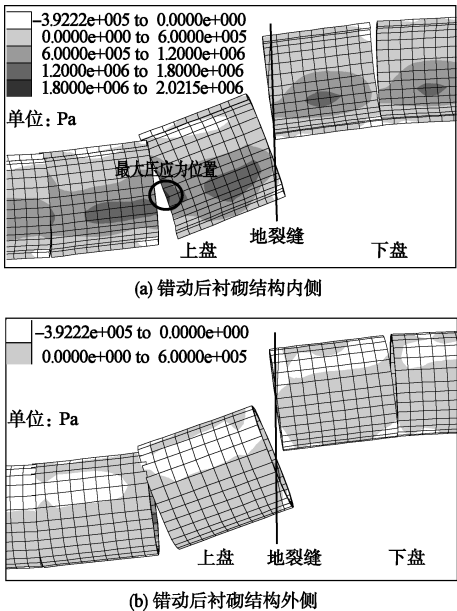 -3.9222e+005 to 0.0000e+000
0.0000e+000 to 6.0000e+005
6.0000e+005 to 1.2000e+006
1.2000e+006 to 1.8000e+006
1.8000e+006 to 2.0215e+006
单位: Pa
最大压应力位置
上盘
地裂缝
下盘
(a) 错动后衬砌结构内侧
-3.9222e+005 to 0.0000e+000
0.0000e+000 to 6.0000e+005
单位: Pa
上盘
地裂缝
下盘
(b) 错动后衬砌结构外侧